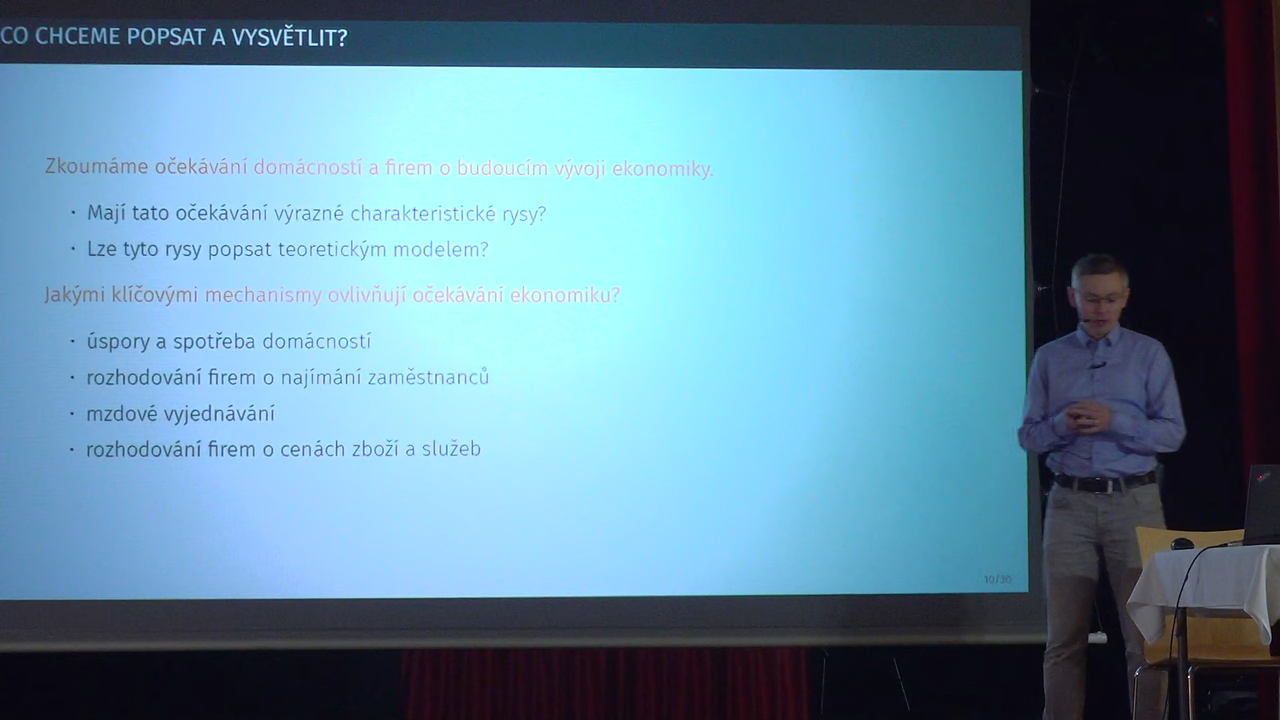 CO CHCEME POPSAT A VYSVĚTLIT?
Zkoumáme očekávání domácností a firem o budoucím vývoji ekonomiky.
· Mají tato očekávání výrazné charakteristické rysy?
· Lze tyto rysy popsat teoretickým modelem?
Jakými klíčovými mechanismy ovlivňují očekávání ekonomiku?
· úspory a spotřeba domácností
· rozhodování firem o najímání zaměstnanců
· mzdové vyjednávání
· rozhodování firem o cenách zboží a služeb
10/30